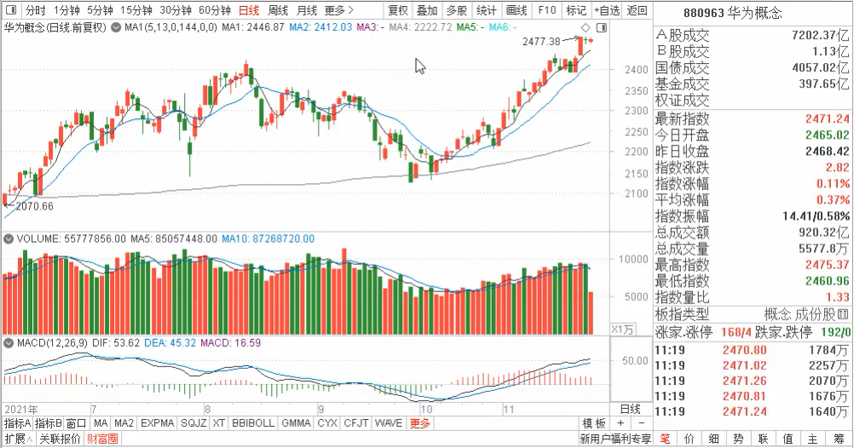 分时 1分钟 5分钟 15分钟 30分钟 60分钟 日线 周线 月线 更多 > 复权 叠加 多股 统计 画线 F10 标记 +自选 返回
华为概念(日线.前复权) MA1(5,13,0,144,0,0) MA1: 2446.87 MA2: 2412.03 MA3: - MA4: 2222.72 MA5: - MA6: -
2477.38
2400
2350
2300
2250
2200
2150
2100
2070.66
VOLUME: 55777856.00 MA5: 85057448.00 MA10: 87268720.00
10000
5000
X1万
MACD(12,26,9) DIF: 53.62 DEA: 45.32 MACD: 16.59
50.00
0.00
2021年 7 8 9 10 11 日线
指标A 指标B 窗口 MA MA2 EXPMA SQJZ XT BBIBOLL GMMA CYX CFJT WAVE 更多 模板 + −
扩展∧ 关联报价 财富圈 新用户福利专享
880963 华为概念
A股成交 7202.37亿
B股成交 1.13亿
国债成交 4057.02亿
基金成交 397.65亿
权证成交
最新指数 2471.24
今日开盘 2465.02
昨日收盘 2468.42
指数涨跌 2.82
指数涨幅 0.11%
平均涨幅 0.37%
指数振幅 14.41/0.58%
总成交额 920.32亿
总成交量 5577.8万
最高指数 2475.37
最低指数 2460.96
指数量比 1.33
板指类型 概念 成份股
涨家.涨停 168/4 跌家.跌停 192/0
11:19 2470.80 1784万
11:19 2471.02 2257万
11:19 2471.26 2070万
11:19 2470.81 1676万
11:19 2471.24 1640万
笔 价 细 势 联 值 主 筹